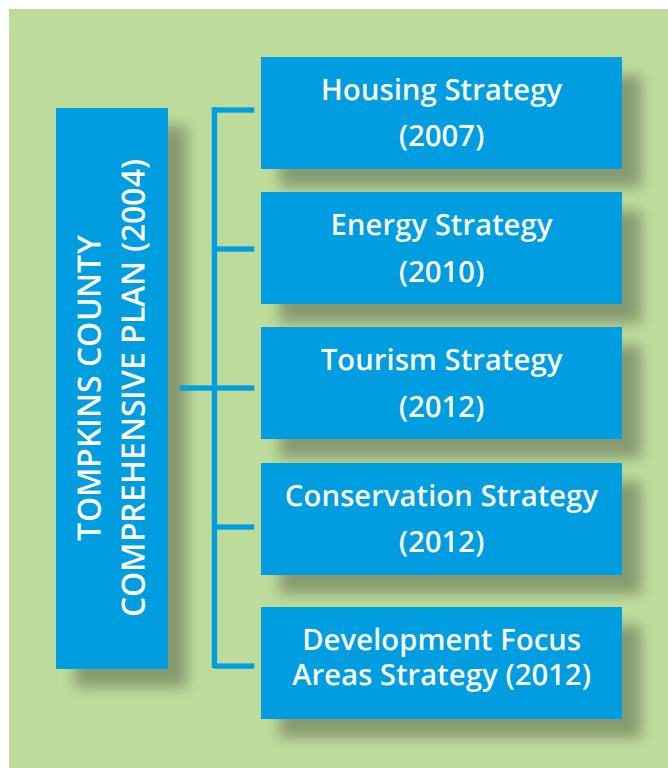 TOMPKINS COUNTY
COMPREHENSIVE PLAN (2004)
Housing Strategy
(2007)
Energy Strategy
(2010)
Tourism Strategy
(2012)
Conservation Strategy
(2012)
Development Focus
Areas Strategy (2012)